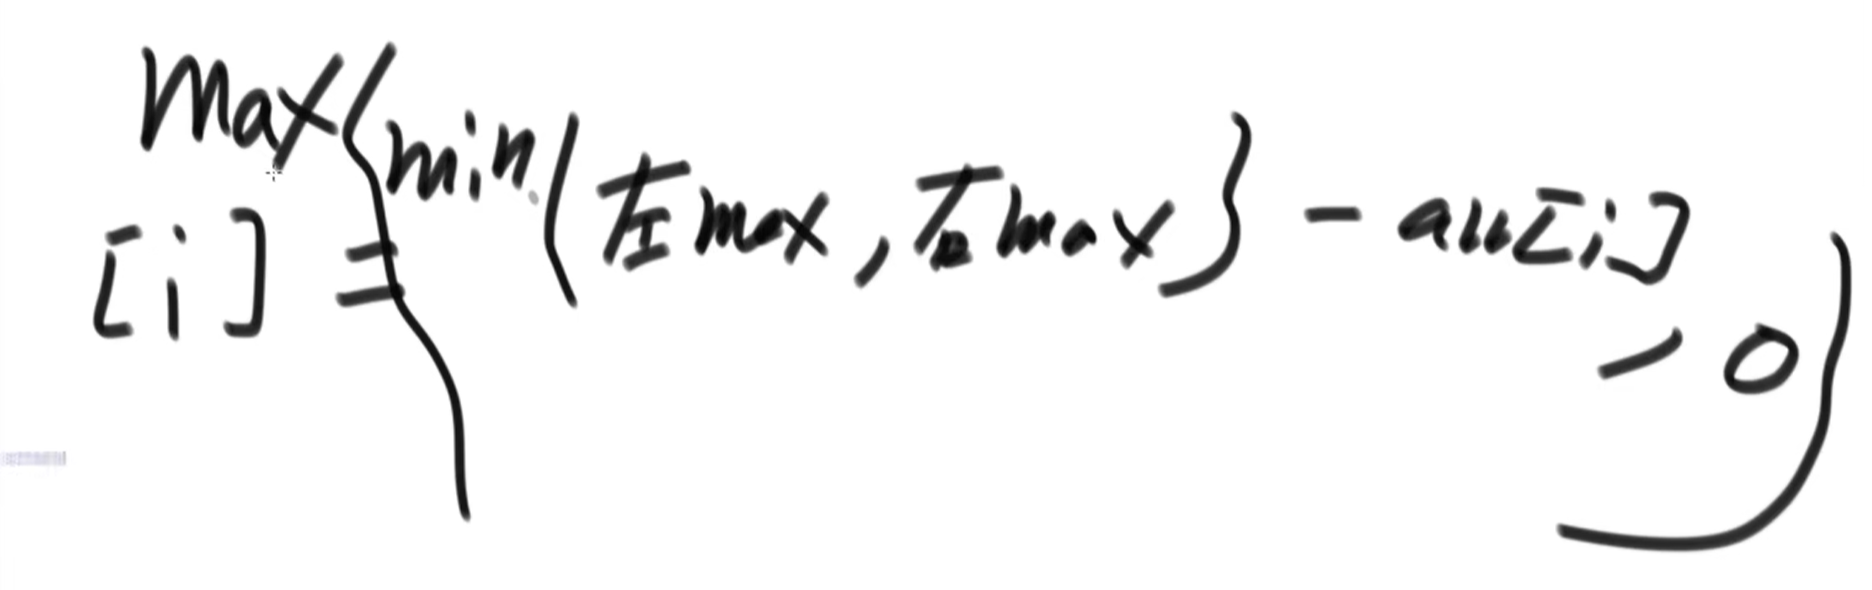 max(min(左max, 右max) - arr[i]
[i] = , 0)